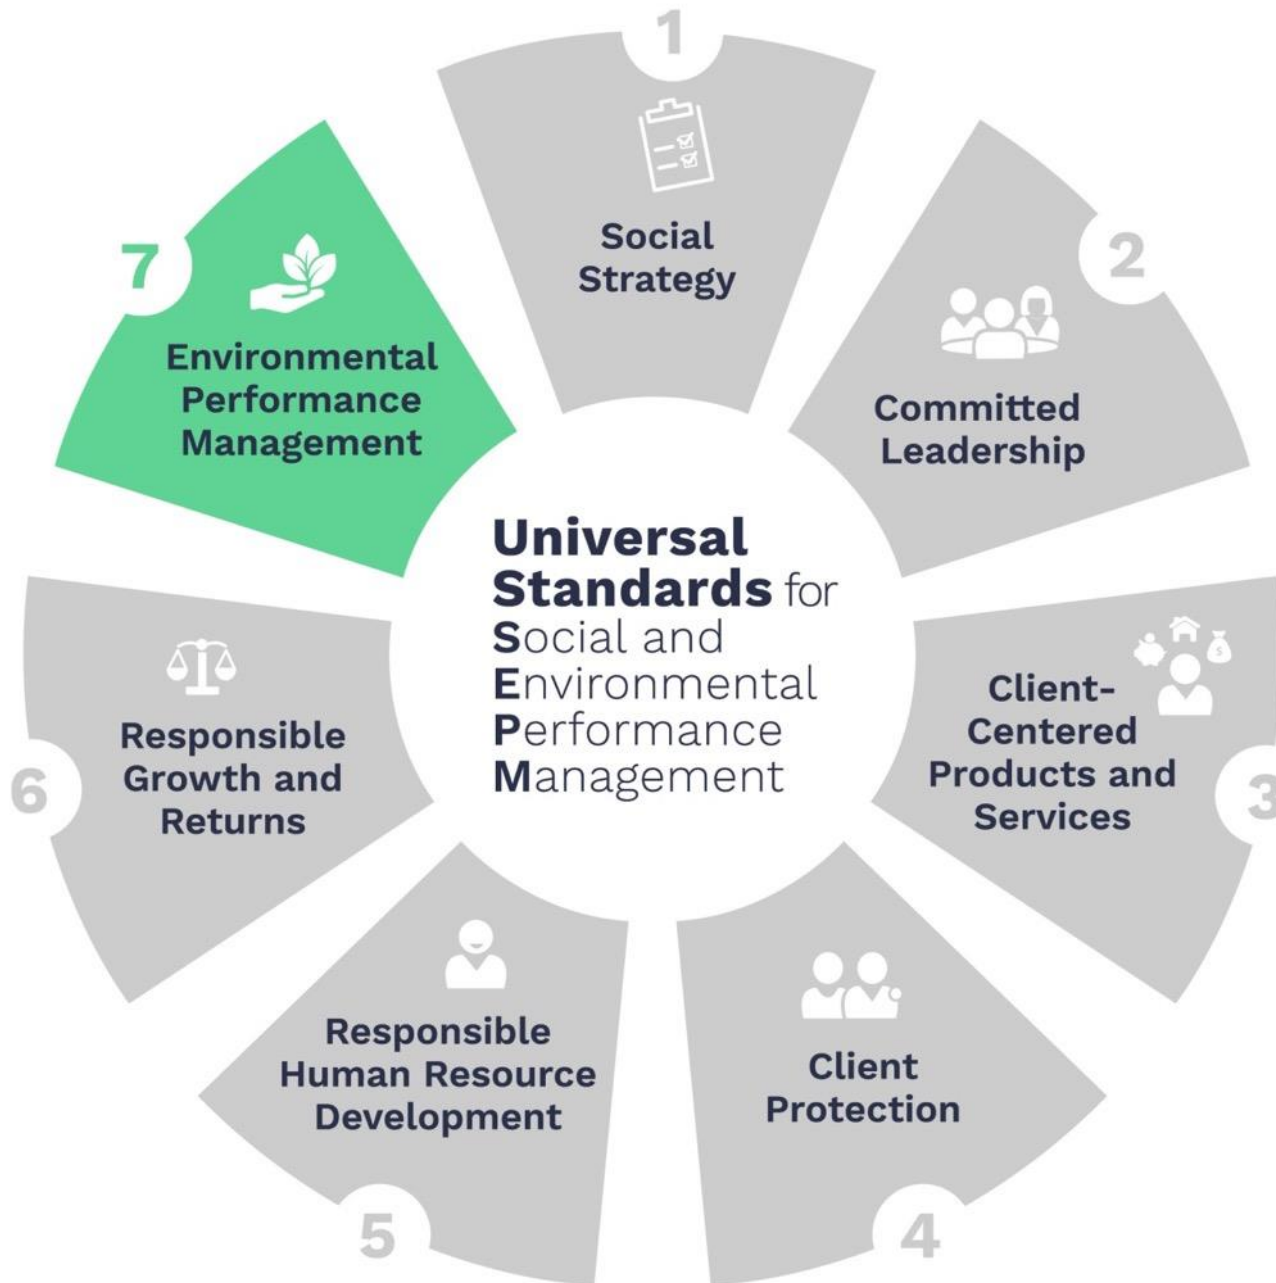 1
Social
Strategy
2
Committed
Leadership
3
Client-
Centered
Products and
Services
4
Client
Protection
5
Responsible
Human Resource
Development
6
Responsible
Growth and
Returns
7
Environmental
Performance
Management
Universal
Standards for
Social and
Environmental
Performance
Management
$